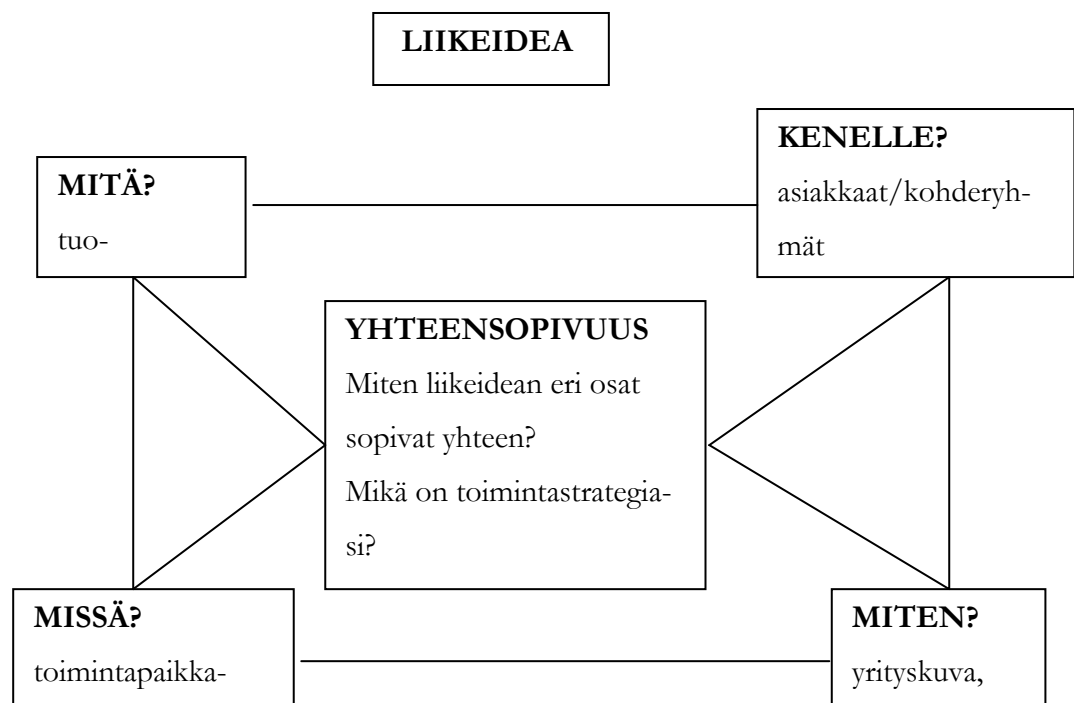 LIIKEIDEA
MITÄ?
tuo-
KENELLE?
asiakkaat/kohderyh-
mät
YHTEENSOPIVUUS
Miten liikeidean eri osat
sopivat yhteen?
Mikä on toimintastrategia-
si?
MISSÄ?
toimintapaikka-
MITEN?
yrityskuva,